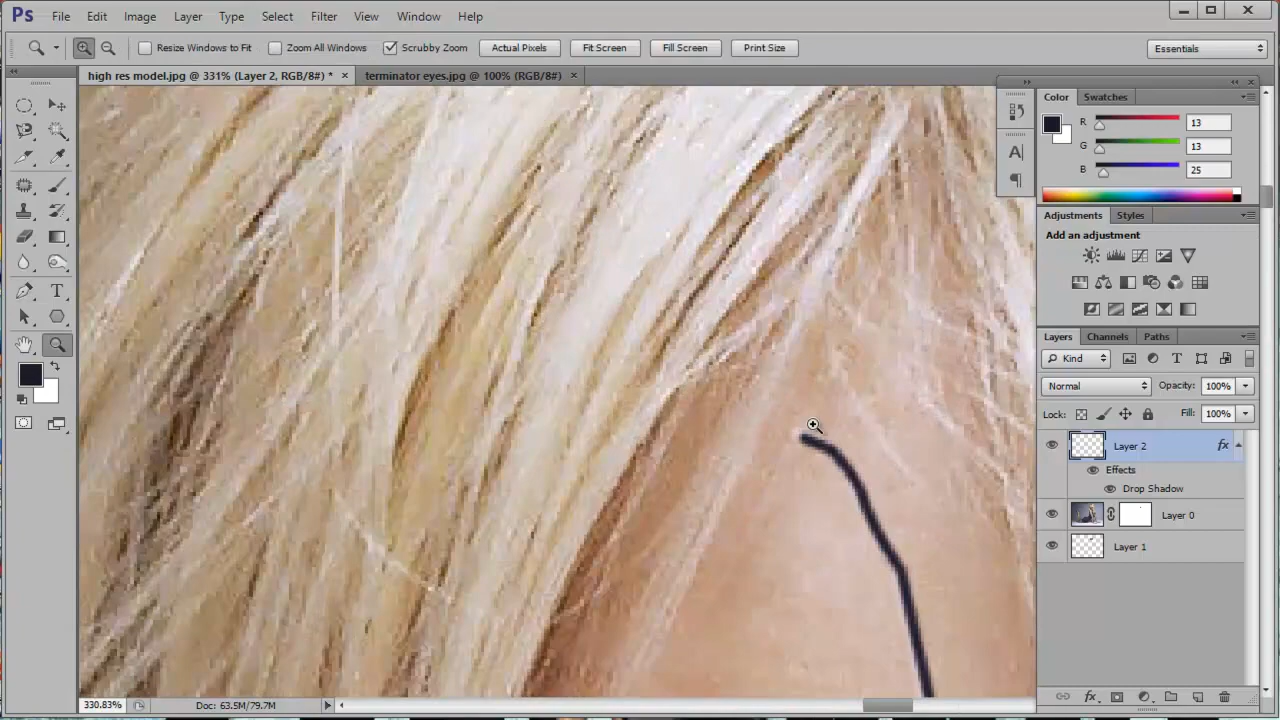 Ps File Edit Image Layer Type Select Filter View Window Help
Resize Windows to Fit Zoom All Windows Scrubby Zoom Actual Pixels Fit Screen Fill Screen Print Size Essentials
high res model.jpg @ 331% (Layer 2, RGB/8#) * × terminator eyes.jpg @ 100% (RGB/8#) ×
Color Swatches
R 13
G 13
B 25
A
Adjustments Styles
Add an adjustment
T
Layers Channels Paths
Kind T
Normal Opacity: 100%
Lock: Fill: 100%
Layer 2 fx
Effects
Drop Shadow
Layer 0
Layer 1
330.83% Doc: 63.5M/79.7M
fx